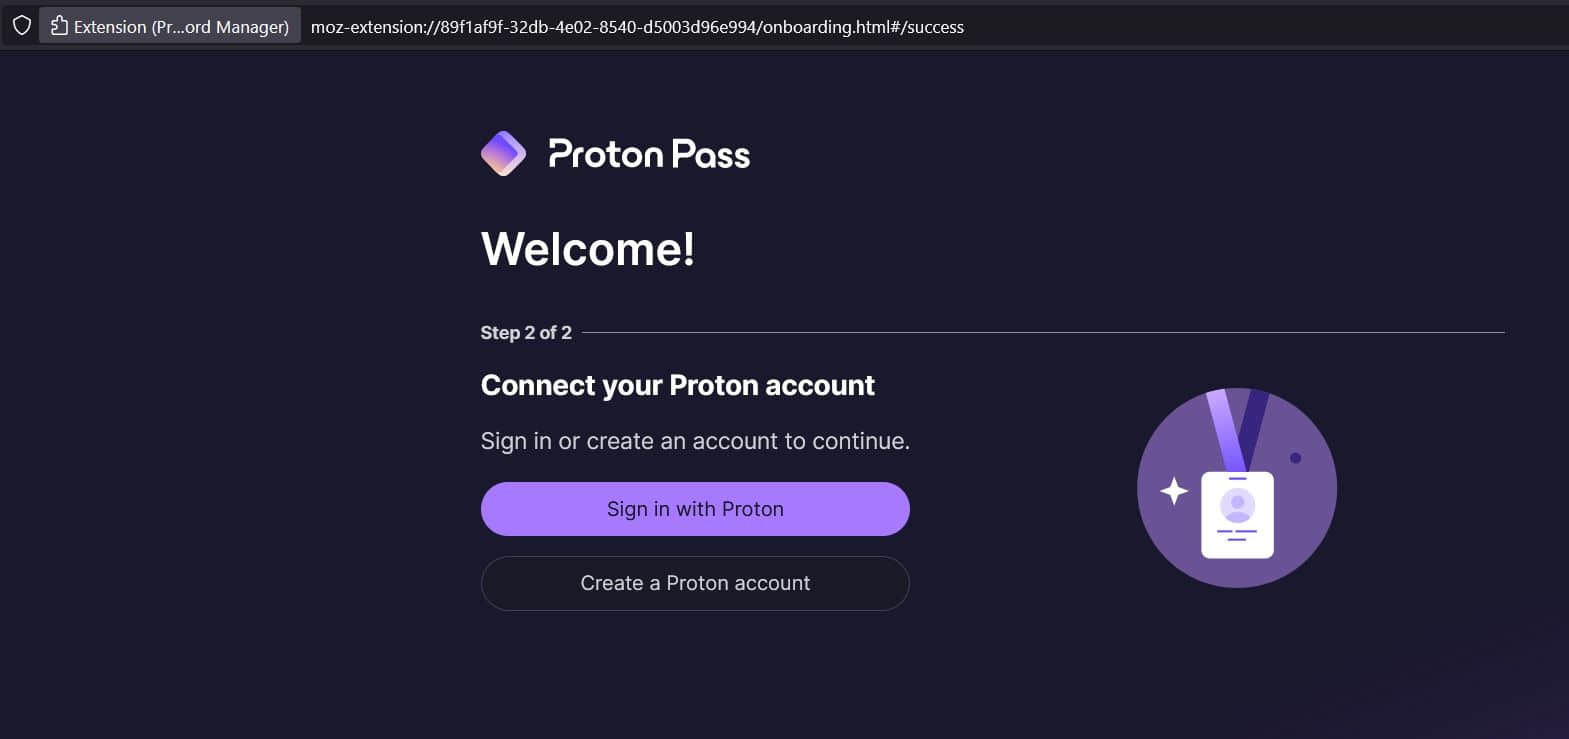 Extension (Pr...ord Manager) moz-extension://89f1af9f-32db-4e02-8540-d5003d96e994/onboarding.html#/success
Proton Pass
Welcome!
Step 2 of 2
Connect your Proton account
Sign in or create an account to continue.
Sign in with Proton
Create a Proton account